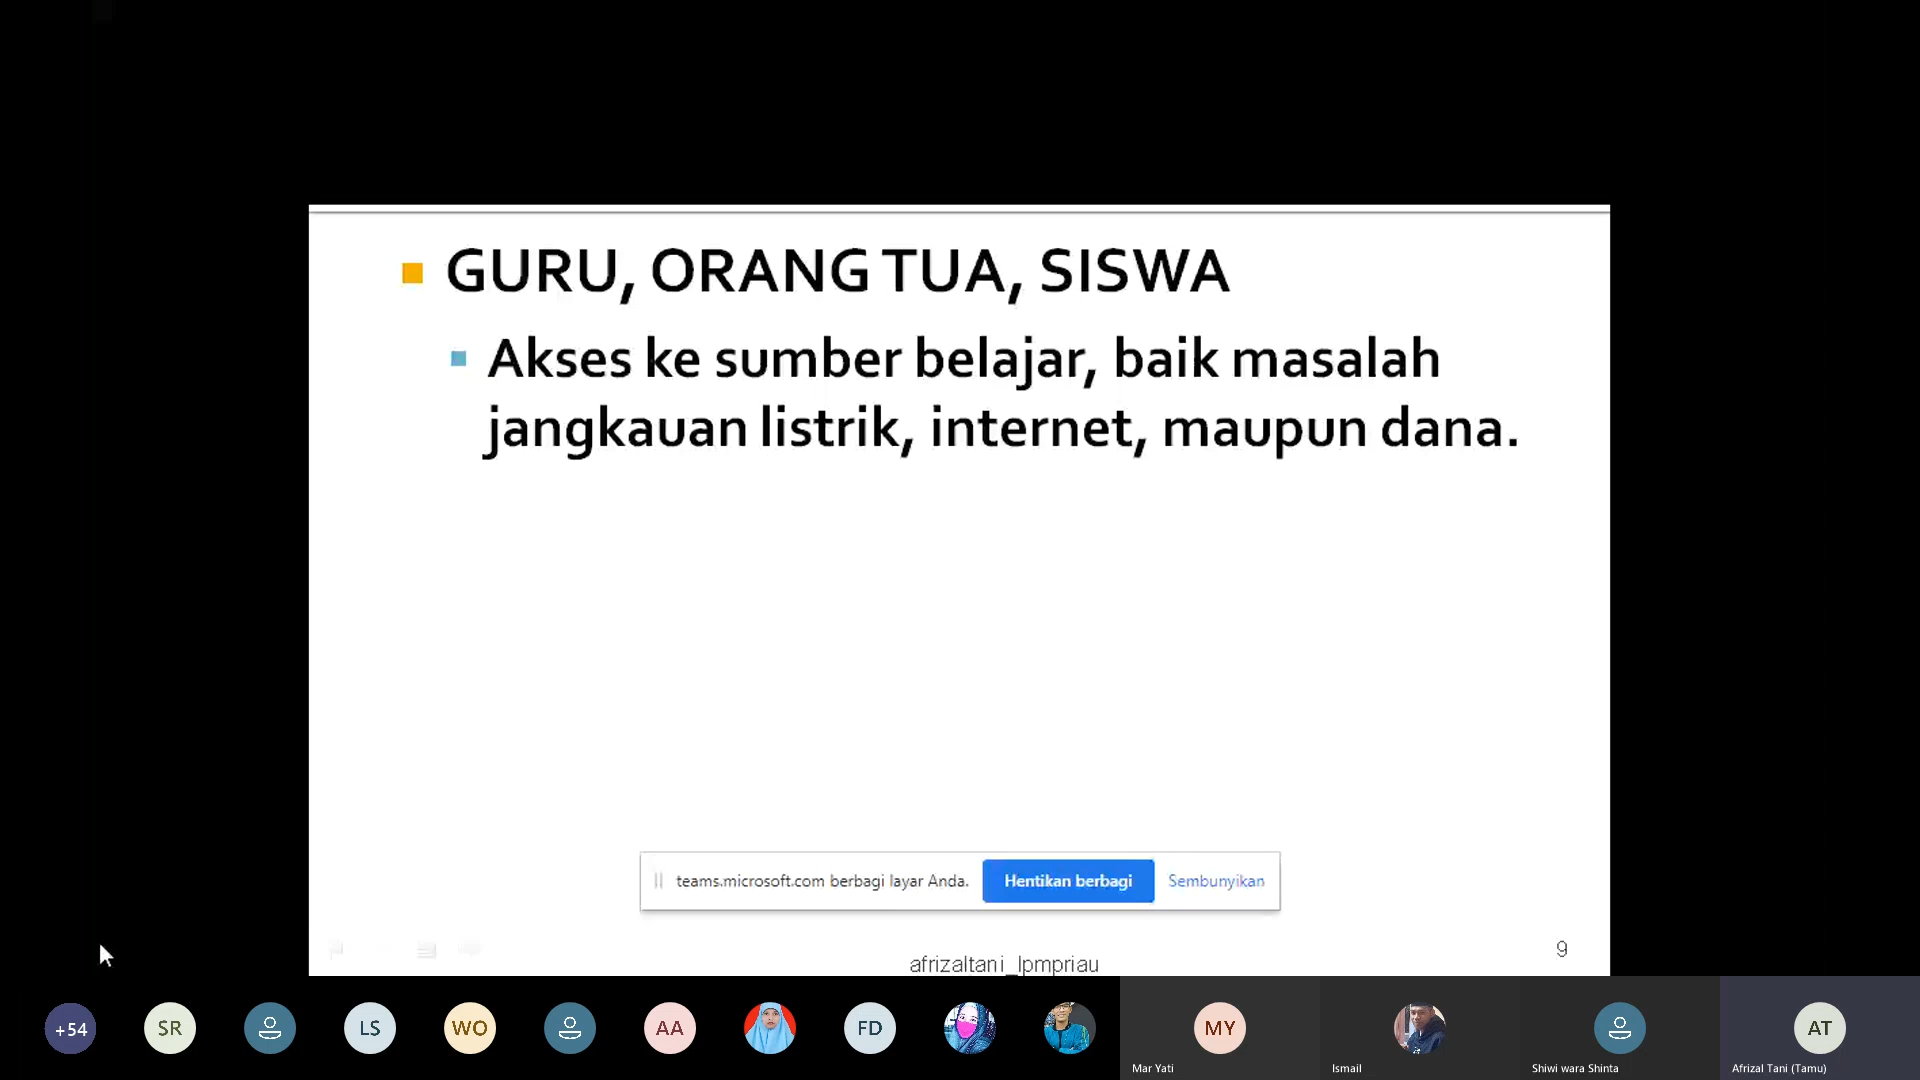 GURU, ORANG TUA, SISWA
Akses ke sumber belajar, baik masalah
jangkauan listrik, internet, maupun dana.
teams.microsoft.com berbagi layar Anda.
Hentikan berbagi
Sembunyikan
9
afrizaltani_lpmpriau
+54
SR
LS
WO
AA
FD
MY
AT
Mar Yati
Ismail
Shiwi wara Shinta
Afrizal Tani (Tamu)